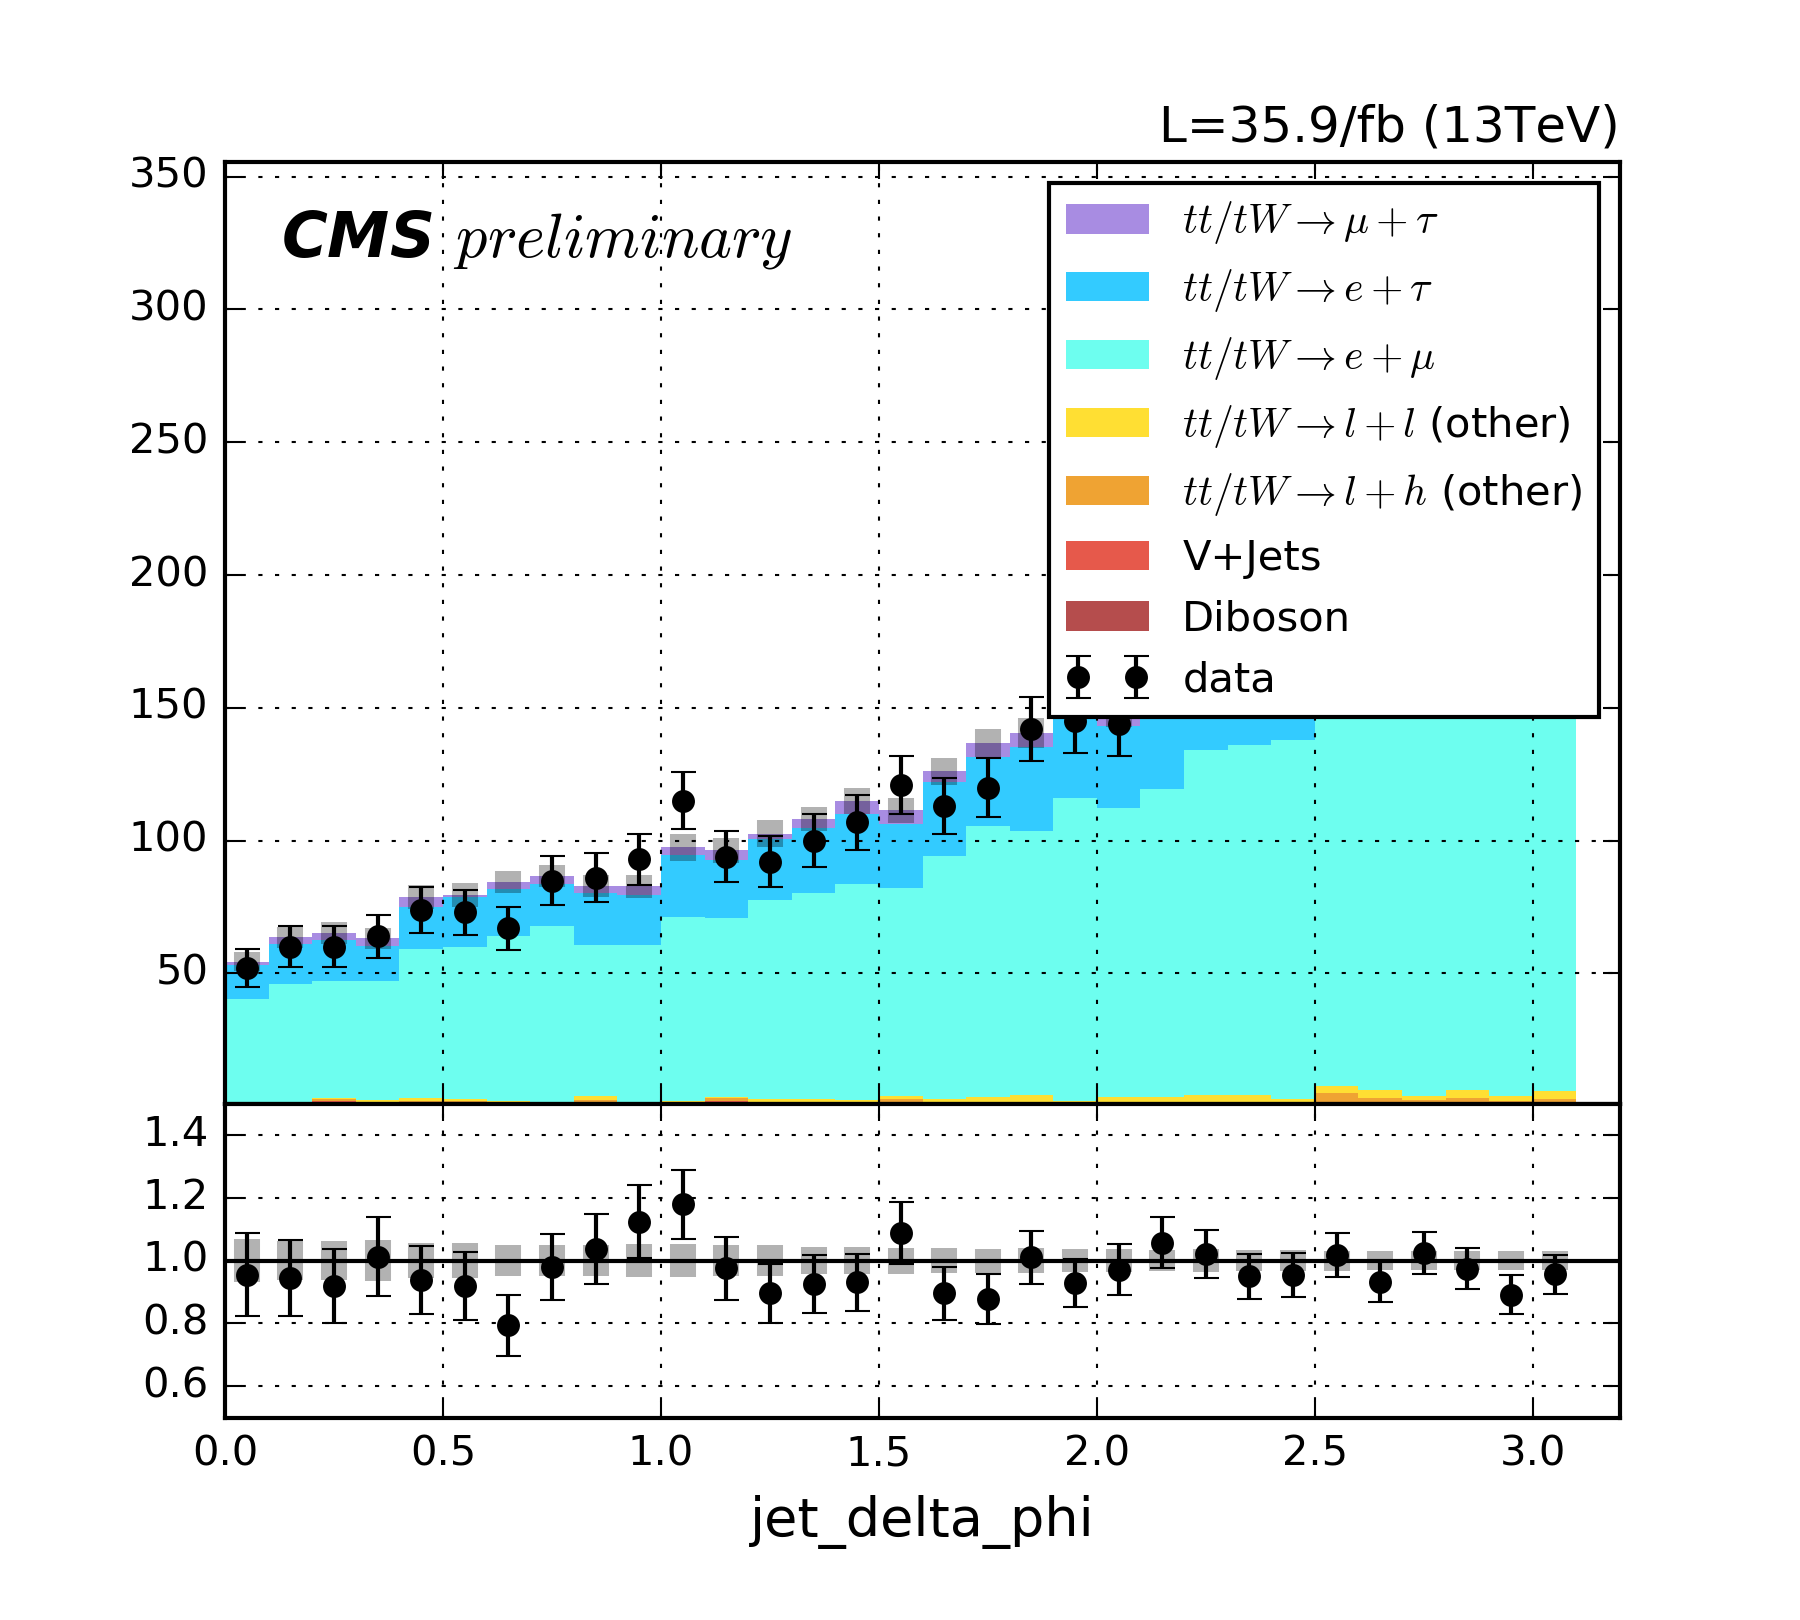 L=35.9/fb (13TeV)
CMS preliminary
350
300
250
200
150
100
50
tt/tW→μ+τ
tt/tW→e+τ
tt/tW→e+μ
tt/tW→l+l (other)
tt/tW→l+h (other)
V+Jets
Diboson
data
1.4
1.2
1.0
0.8
0.6
0.0 0.5 1.0 1.5 2.0 2.5 3.0
jet_delta_phi